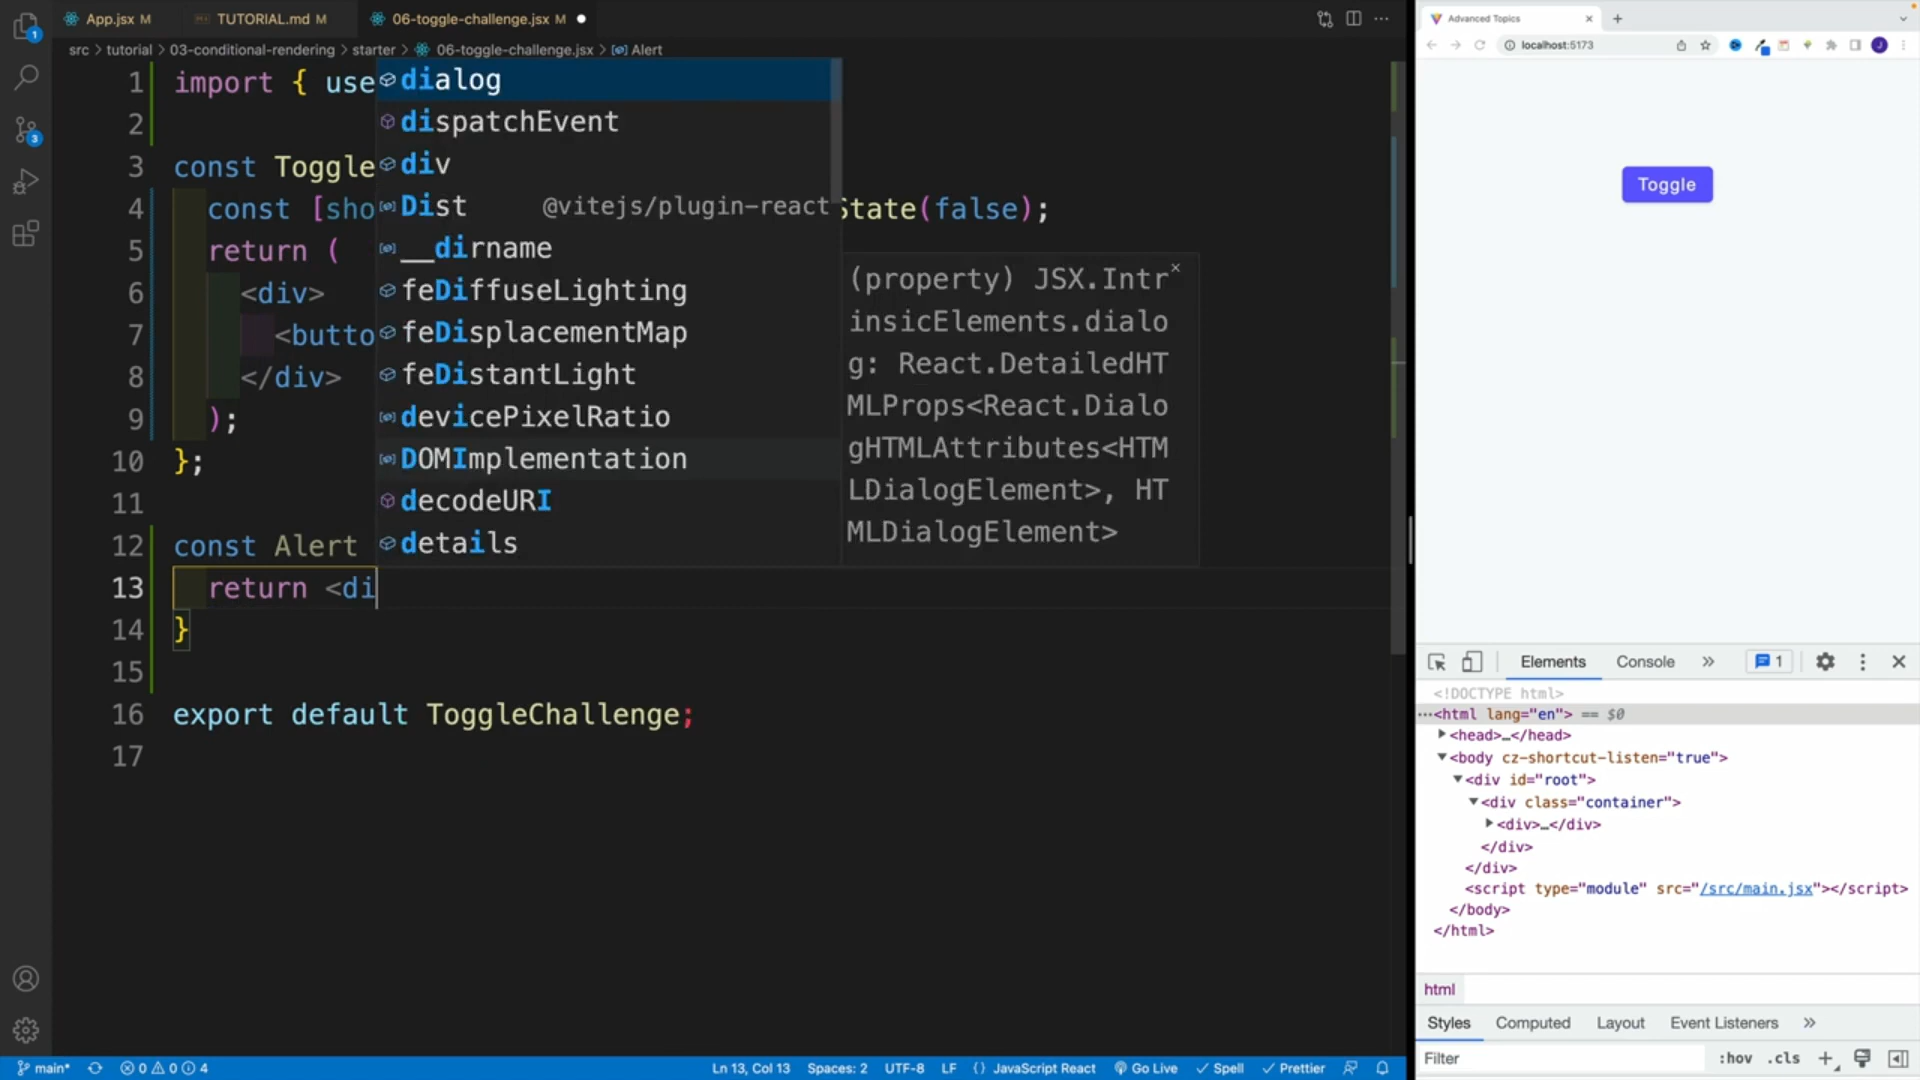 App.jsx M
TUTORIAL.md M
06-toggle-challenge.jsx M
src > tutorial > 03-conditional-rendering > starter > 06-toggle-challenge.jsx > Alert
1 import { use
2
3 const Toggle
4 const [sho State(false);
5 return (
6 <div>
7 <butto
8 </div>
9 );
10 };
11
12 const Alert
13 return <di
14 }
15
16 export default ToggleChallenge;
17
dialog
dispatchEvent
div
Dist @vitejs/plugin-react
__dirname
feDiffuseLighting
feDisplacementMap
feDistantLight
devicePixelRatio
DOMImplementation
decodeURI
details
(property) JSX.Intr
insicElements.dialo
g: React.DetailedHT
MLProps<React.Dialo
gHTMLAttributes<HTM
LDialogElement>, HT
MLDialogElement>
1
3
main* 0 0 4 Ln 13, Col 13 Spaces: 2 UTF-8 LF {} JavaScript React Go Live Spell Prettier
Advanced Topics
localhost:5173
J
Toggle
Elements Console » 1
<!DOCTYPE html>
<html lang="en"> == $0
<head>…</head>
<body cz-shortcut-listen="true">
<div id="root">
<div class="container">
<div>…</div>
</div>
</div>
<script type="module" src="/src/main.jsx"></script>
</body>
</html>
html
Styles Computed Layout Event Listeners »
Filter :hov .cls +